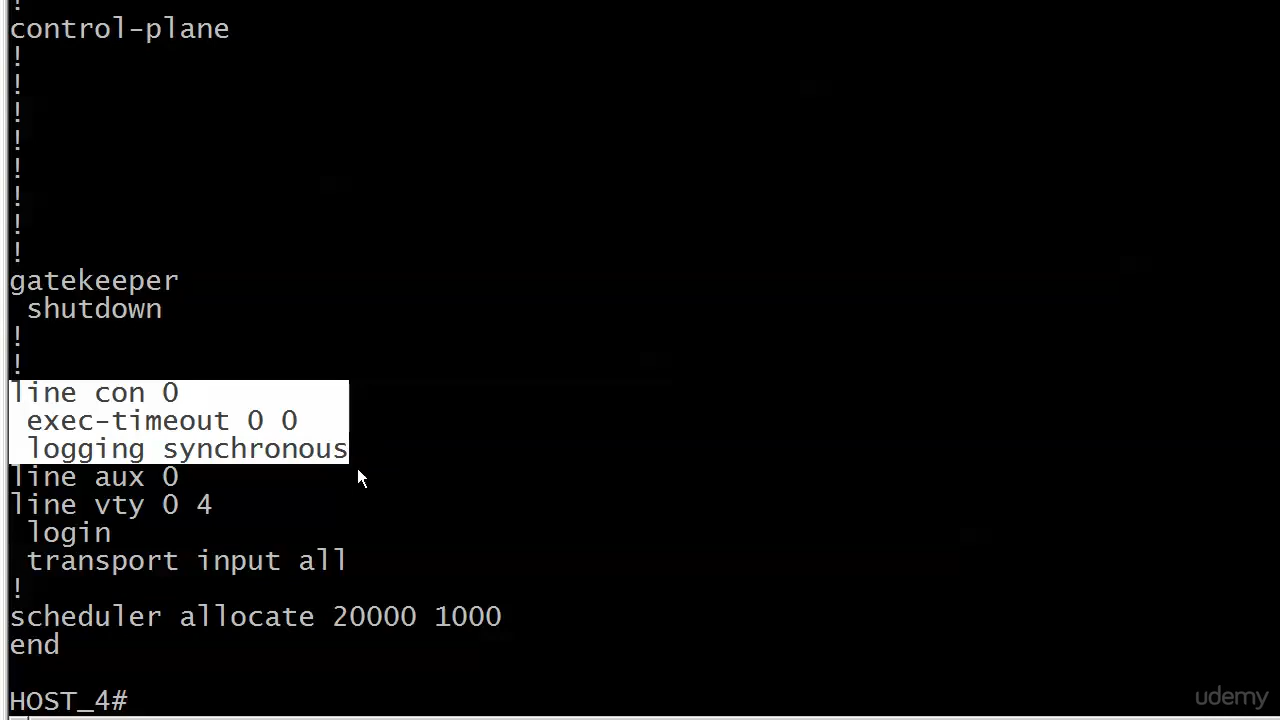 !
control-plane
!
!
!
!
!
!
!
!
gatekeeper
 shutdown
!
!
line con 0
 exec-timeout 0 0
 logging synchronous
line aux 0
line vty 0 4
 login
 transport input all
!
scheduler allocate 20000 1000
end
HOST_4#
udemy